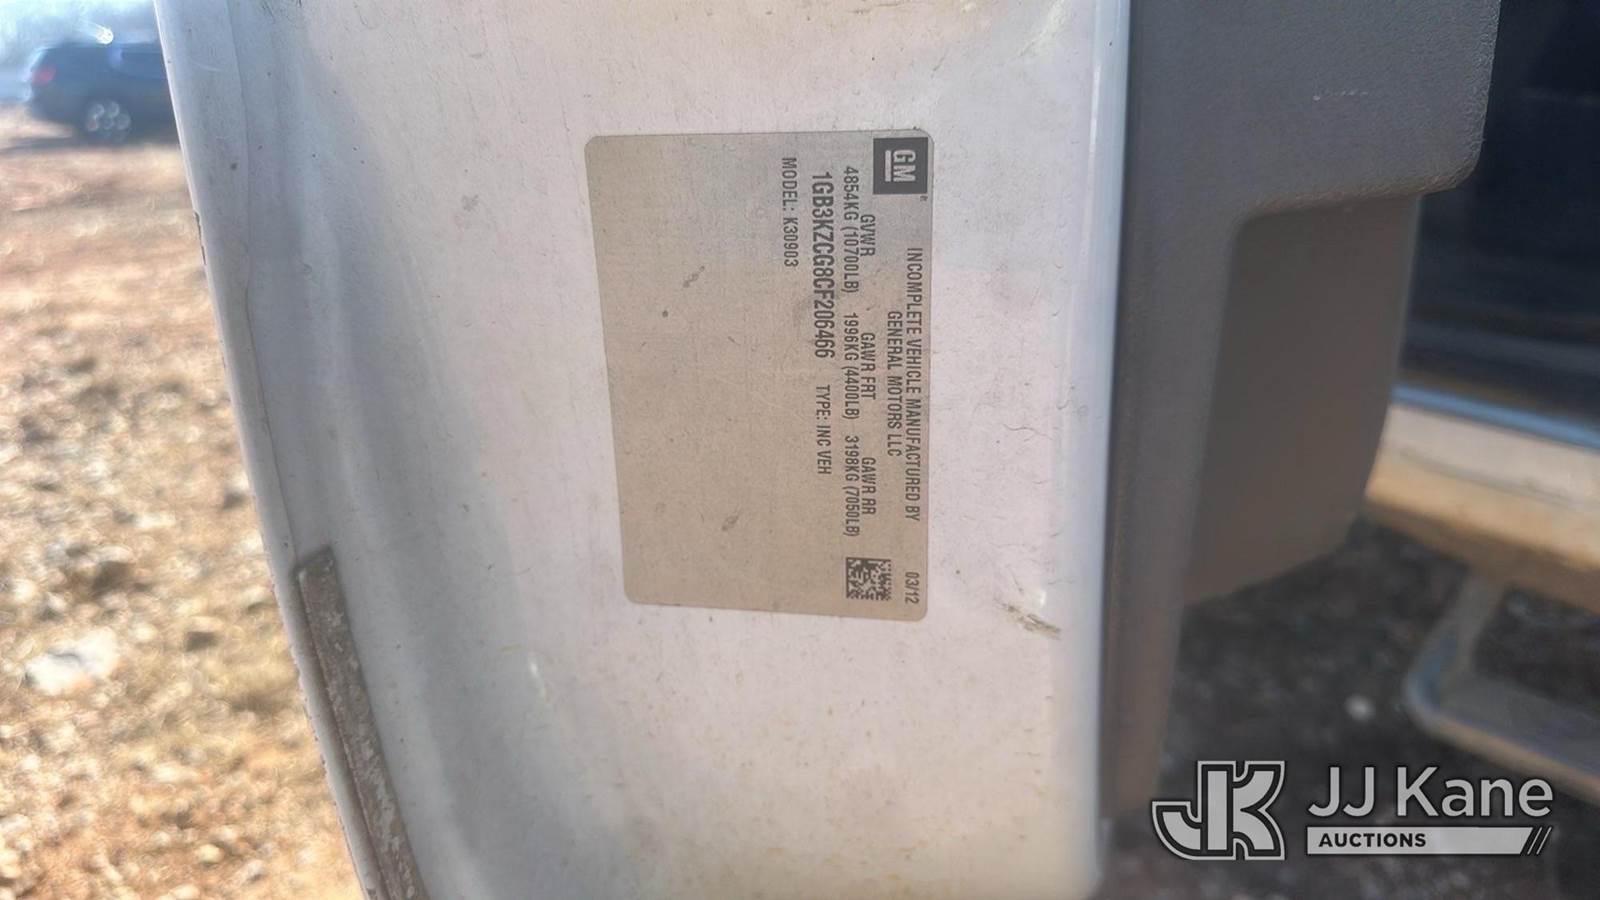 GM
INCOMPLETE VEHICLE MANUFACTURED BY 03/12
GENERAL MOTORS LLC
GVWR GAWR FRT GAWR RR
4854KG (10700LB) 1996KG (4400LB) 3198KG (7050LB)
1GB3KZCG8CF206466 TYPE: INC VEH
MODEL: K30903
JK JJ Kane
AUCTIONS